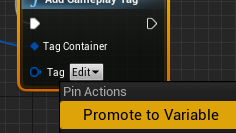 Add Gameplay Tag
Tag Container
Tag Edit
Pin Actions
Promote to Variable